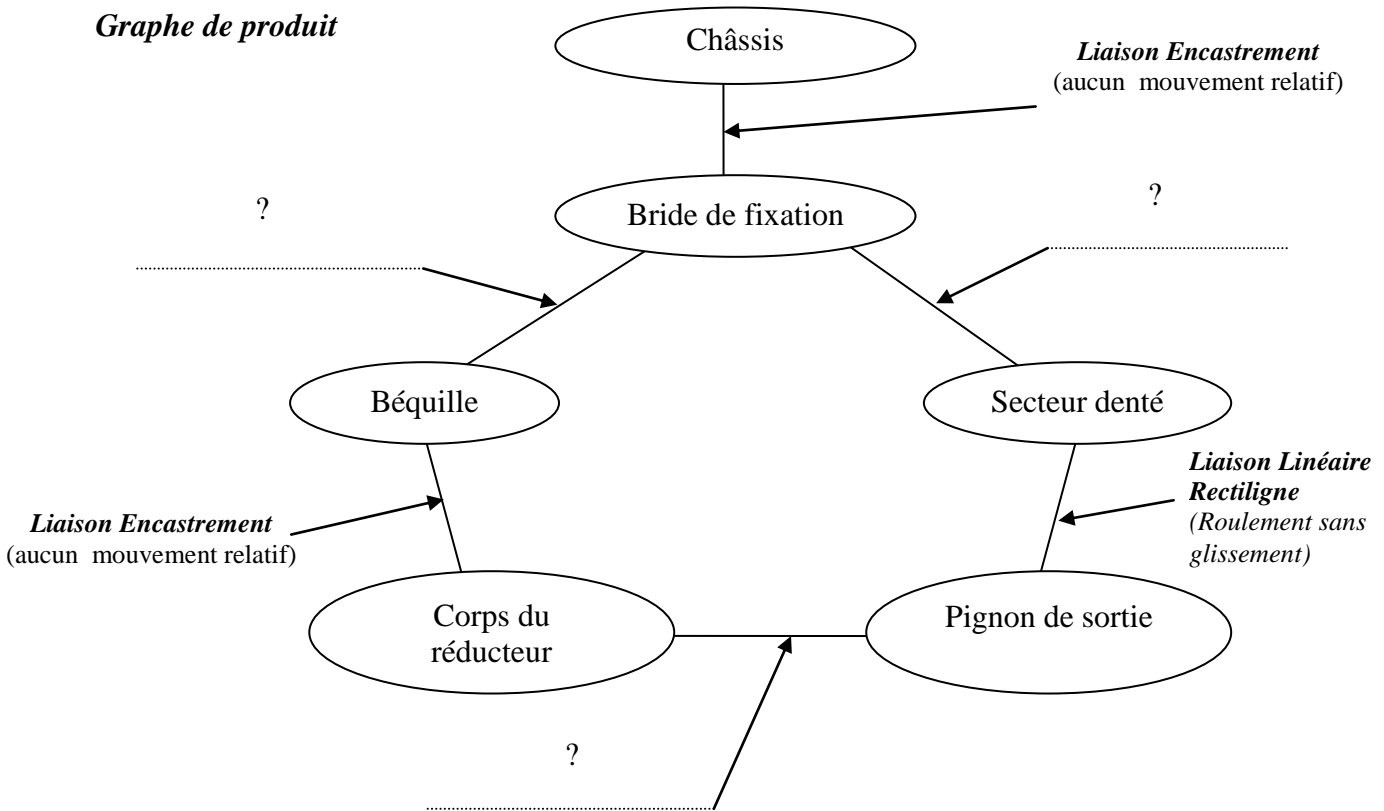 Graphe de produit
Châssis
Liaison Encastrement
(aucun mouvement relatif)
?
Bride de fixation
?
Béquille
Secteur denté
Liaison Linéaire
Rectiligne
(Roulement sans
glissement)
Liaison Encastrement
(aucun mouvement relatif)
Corps du
réducteur
Pignon de sortie
?